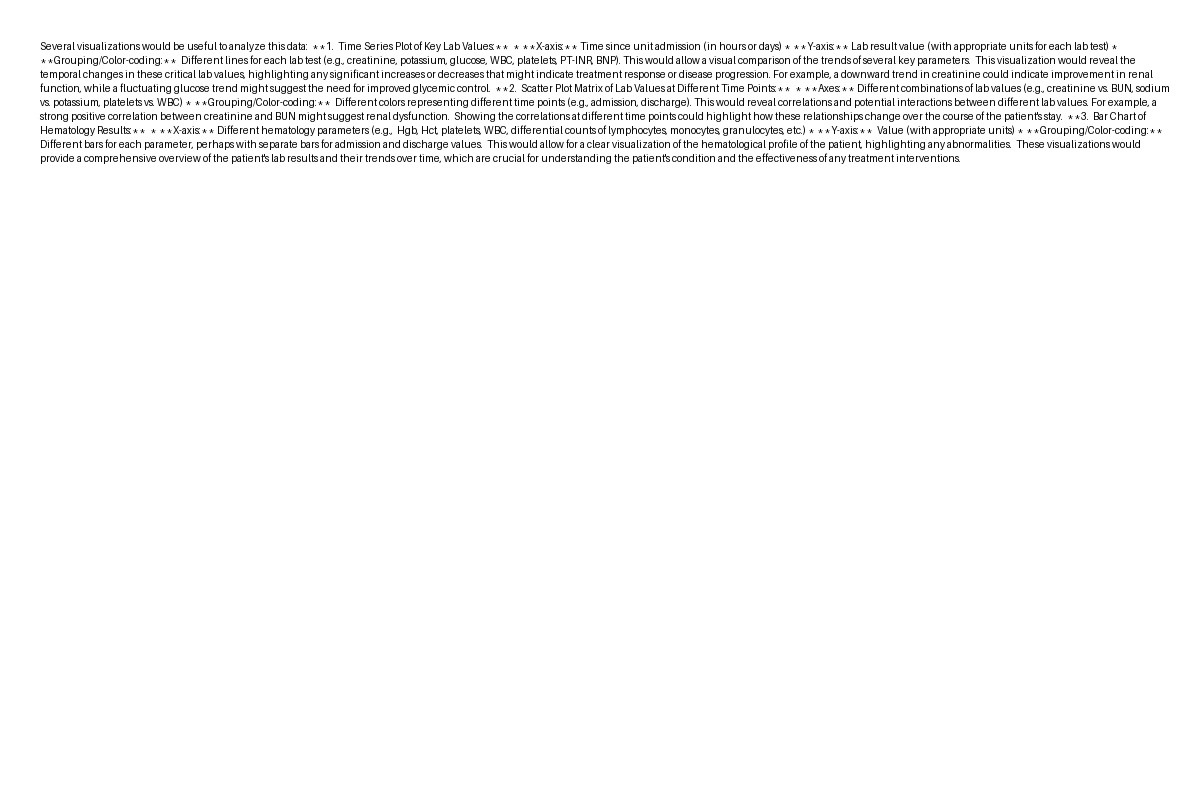 Several visualizations would be useful to analyze this data:  **1.  Time Series Plot of Key Lab Values:**  * **X-axis:** Time since unit admission (in hours or days) * **Y-axis:** Lab result value (with appropriate units for each lab test) *
**Grouping/Color-coding:**  Different lines for each lab test (e.g., creatinine, potassium, glucose, WBC, platelets, PT-INR, BNP). This would allow a visual comparison of the trends of several key parameters.  This visualization would reveal the
temporal changes in these critical lab values, highlighting any significant increases or decreases that might indicate treatment response or disease progression. For example, a downward trend in creatinine could indicate improvement in renal
function, while a fluctuating glucose trend might suggest the need for improved glycemic control.  **2.  Scatter Plot Matrix of Lab Values at Different Time Points:**  * **Axes:** Different combinations of lab values (e.g., creatinine vs. BUN, sodium
vs. potassium, platelets vs. WBC) * **Grouping/Color-coding:**  Different colors representing different time points (e.g., admission, discharge). This would reveal correlations and potential interactions between different lab values. For example, a
strong positive correlation between creatinine and BUN might suggest renal dysfunction.  Showing the correlations at different time points could highlight how these relationships change over the course of the patient's stay.  **3.  Bar Chart of
Hematology Results:**  * **X-axis:** Different hematology parameters (e.g.,  Hgb, Hct, platelets, WBC, differential counts of lymphocytes, monocytes, granulocytes, etc.) * **Y-axis:**  Value (with appropriate units) * **Grouping/Color-coding:**
Different bars for each parameter, perhaps with separate bars for admission and discharge values.  This would allow for a clear visualization of the hematological profile of the patient, highlighting any abnormalities.  These visualizations would
provide a comprehensive overview of the patient's lab results and their trends over time, which are crucial for understanding the patient's condition and the effectiveness of any treatment interventions.